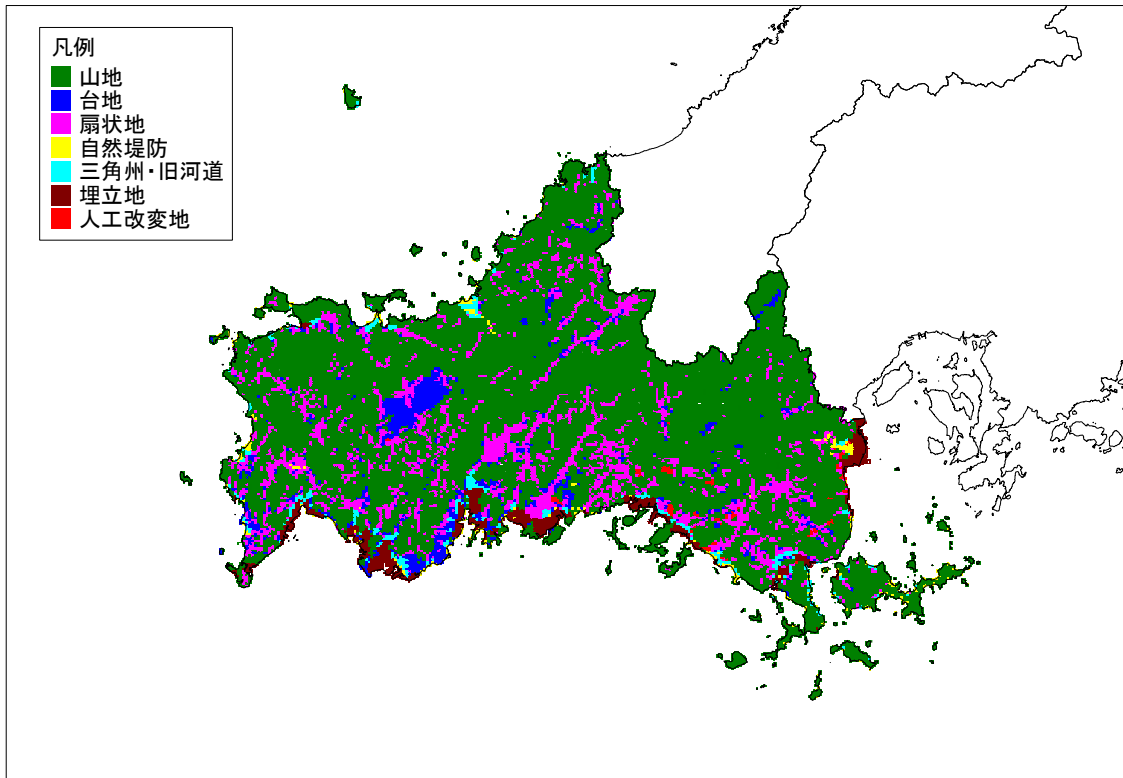 凡例
山地
台地
扇状地
自然堤防
三角州・旧河道
埋立地
人工改変地